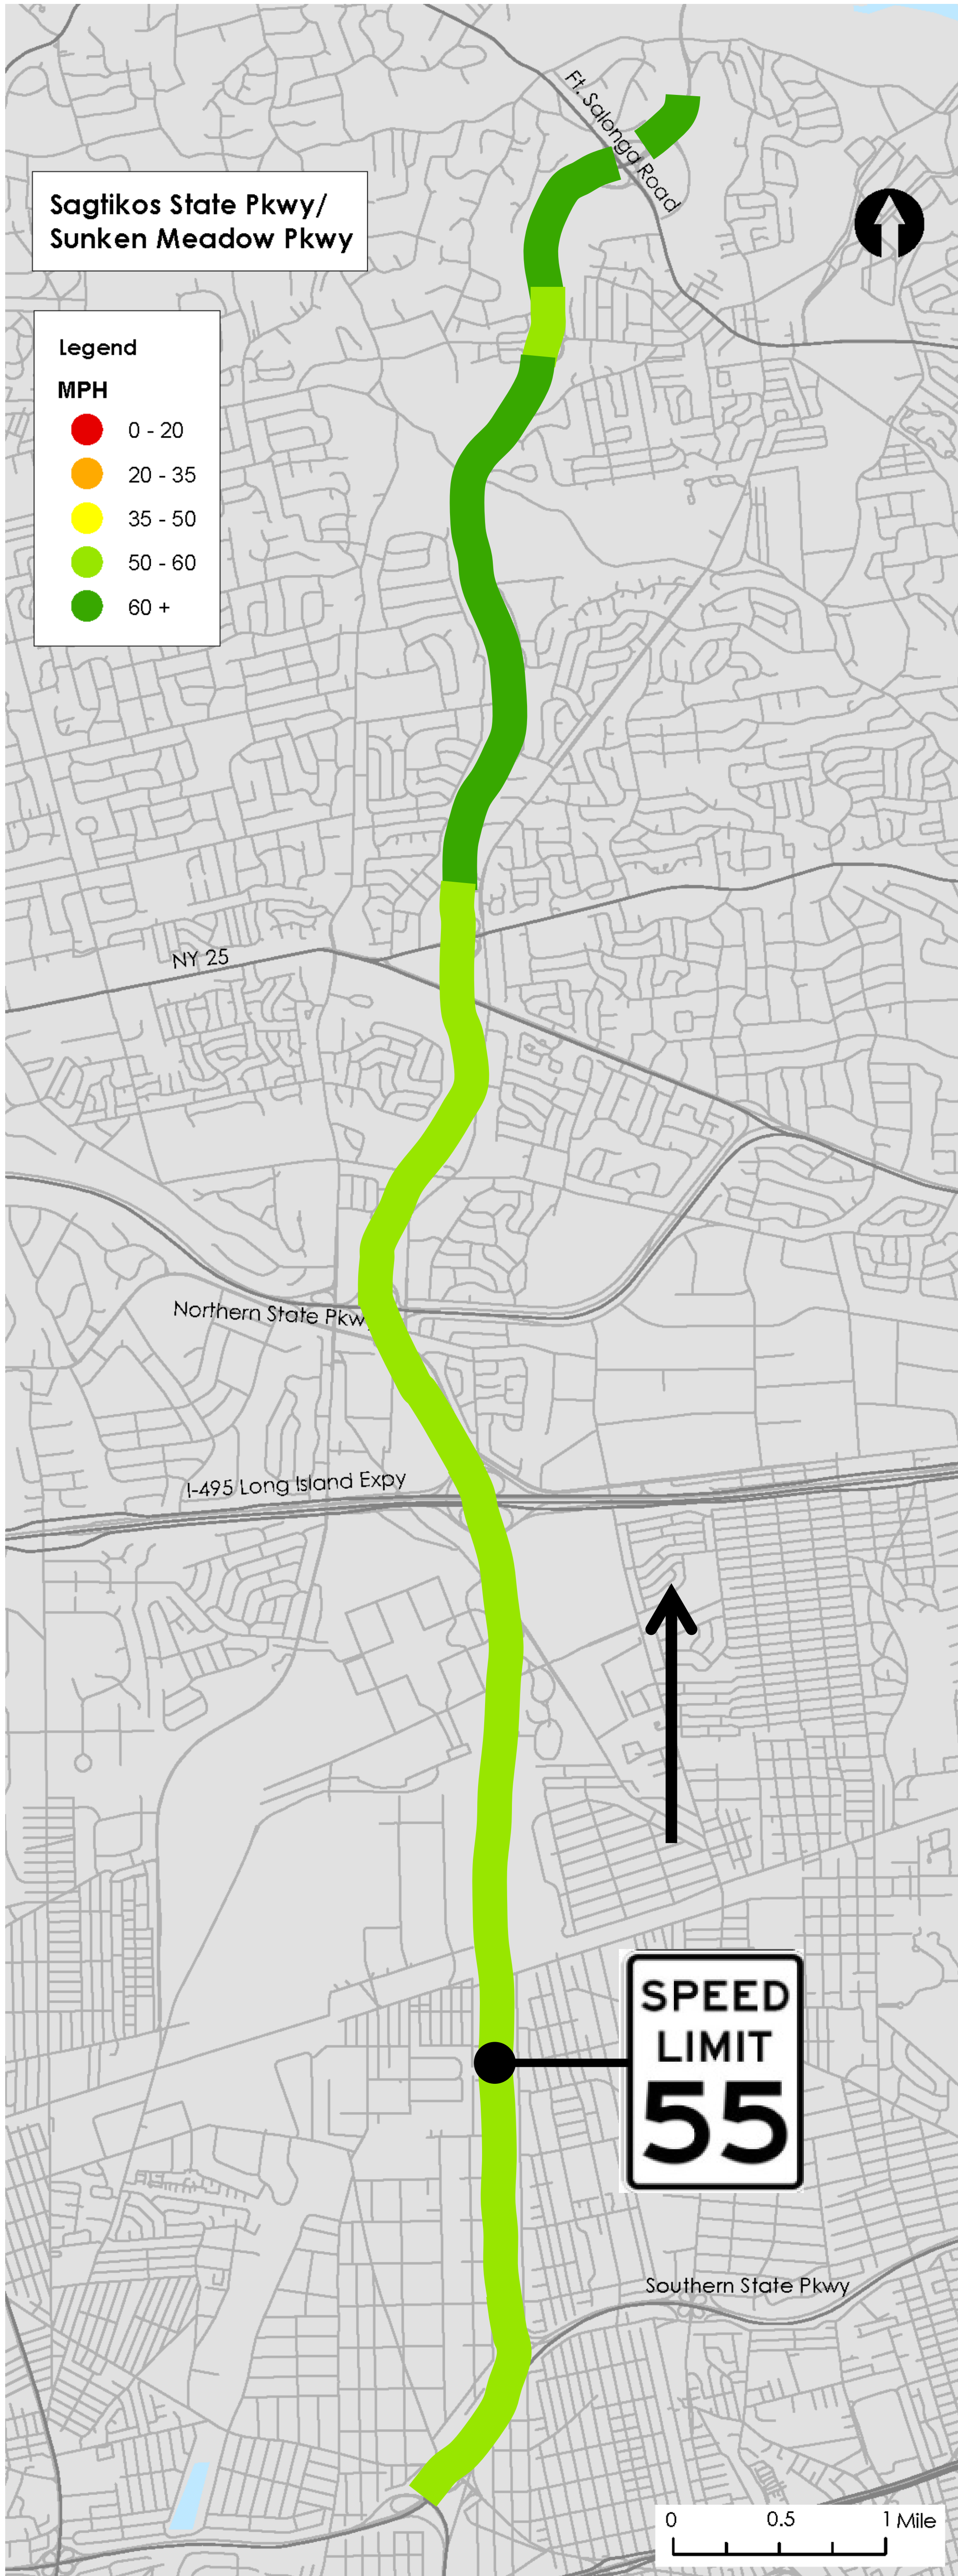 Ft. Salonga Road
Sagtikos State Pkwy/
Sunken Meadow Pkwy
Legend
MPH
0 - 20
20 - 35
35 - 50
50 - 60
60 +
NY 25
Northern State Pkwy
I-495 Long Island Expy
SPEED
LIMIT
55
Southern State Pkwy
0 0.5 1 Mile